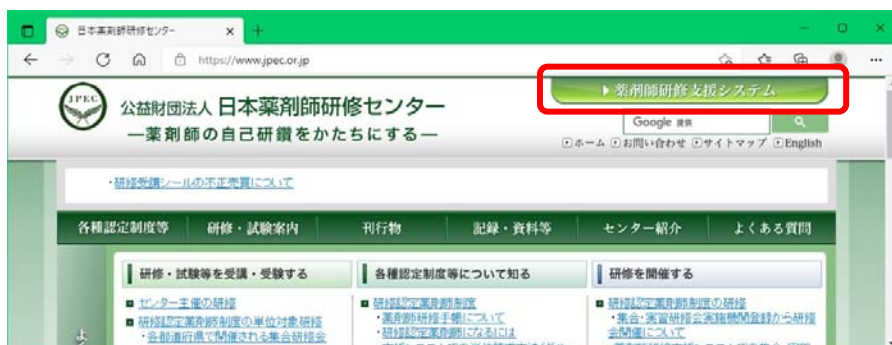 日本薬剤師研修センター
https://www.jpec.or.jp
JPEC
公益財団法人 日本薬剤師研修センター
―薬剤師の自己研鑽をかたちにする―
薬剤師研修支援システム
Google 提供
ホーム お問い合わせ サイトマップ English
・研修受講シールの不正売買について
各種認定制度等 研修・試験案内 刊行物 記録・資料等 センター紹介 よくある質問
研修・試験等を受講・受験する
センター主催の研修
研修認定薬剤師制度の単位対象研修
・各都道府県で開催される集合研修会
各種認定制度等について知る
研修認定薬剤師制度
・薬剤師研修手帳について
・研修認定薬剤師になるには
研修を開催する
研修認定薬剤師制度の研修
・集合・実習研修会実施機関登録から研修
会開催について
よ